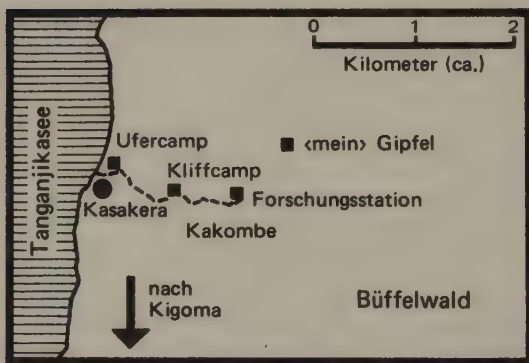 0 1 2
Kilometer (ca.)
Tanganjikasee
Ufercamp
‹mein› Gipfel
Kliffcamp
Kasakera
Forschungsstation
Kakombe
nach
Kigoma
Büffelwald